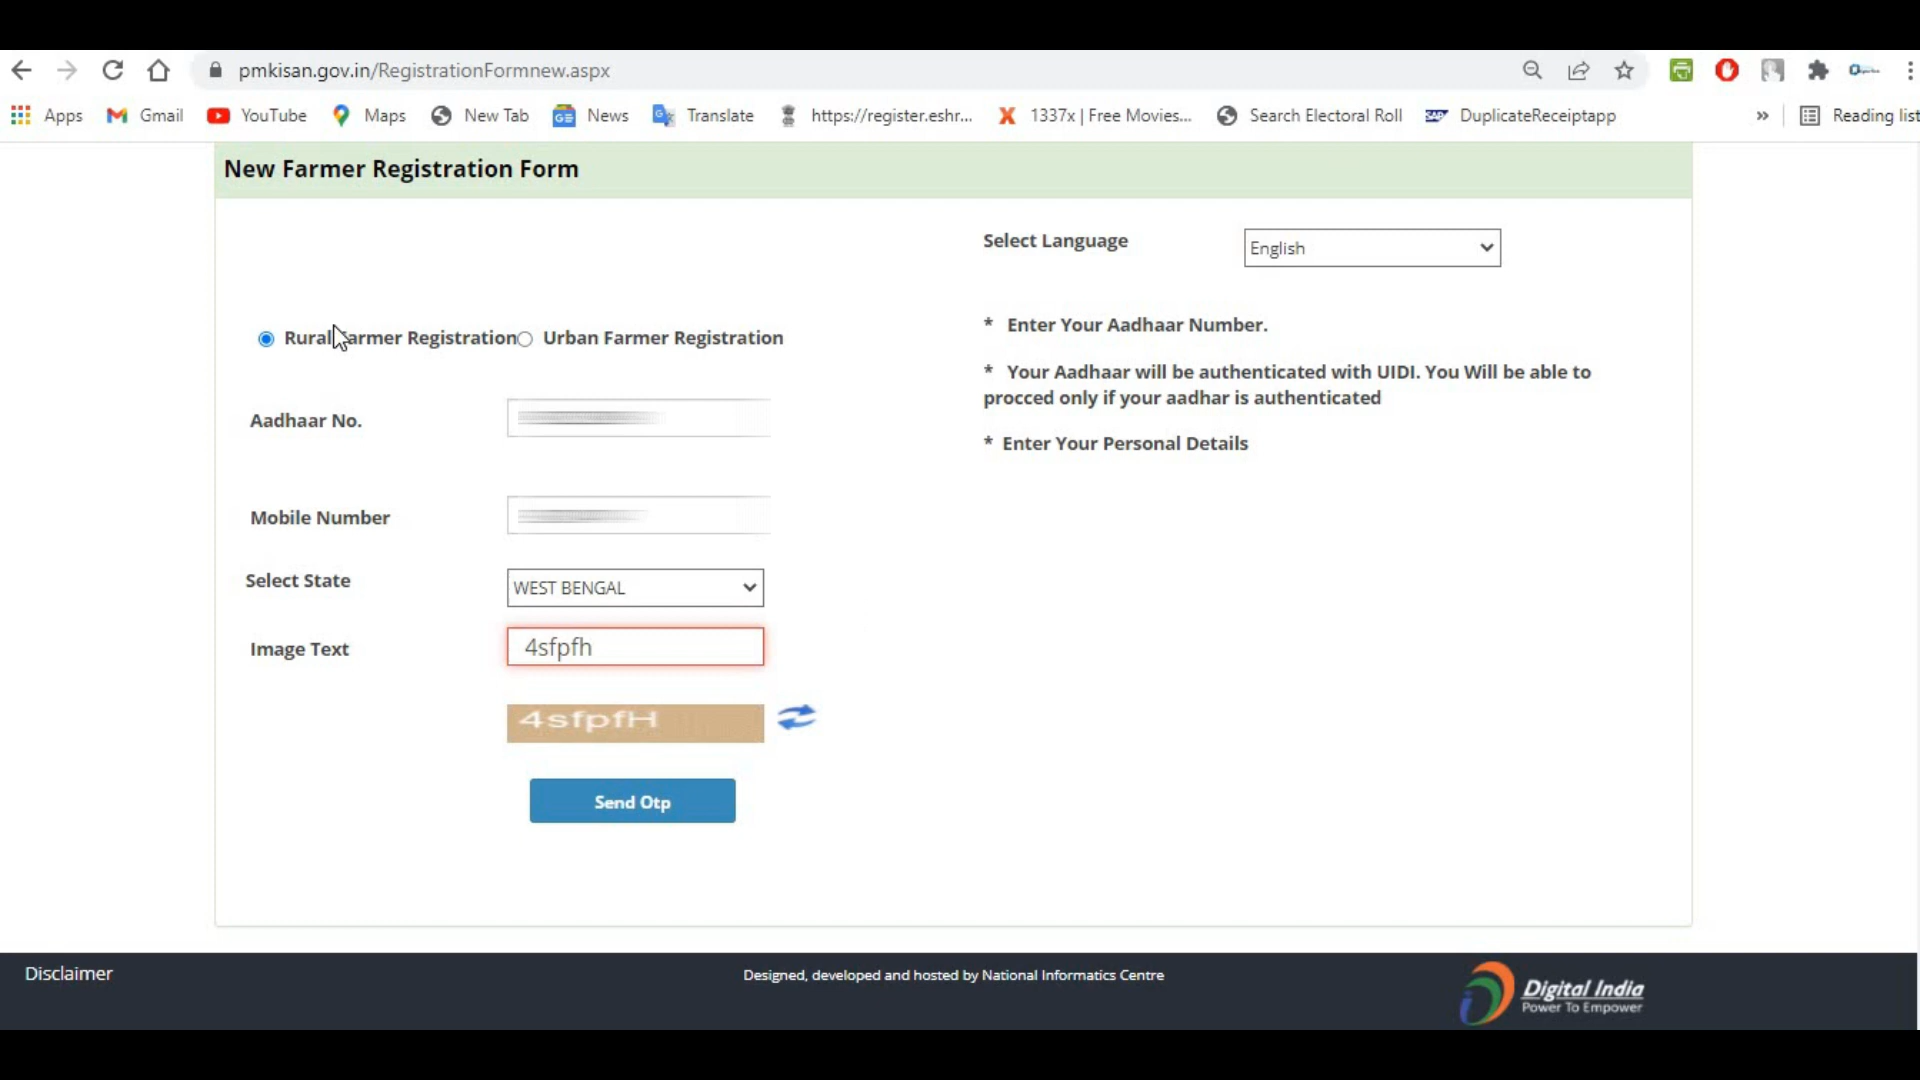 pmkisan.gov.in/RegistrationFormnew.aspx
Apps Gmail YouTube Maps New Tab News Translate https://register.eshr... 1337x | Free Movies... Search Electoral Roll DuplicateReceiptapp » Reading list
New Farmer Registration Form
Select Language English
Rural Farmer Registration Urban Farmer Registration
* Enter Your Aadhaar Number.
* Your Aadhaar will be authenticated with UIDI. You Will be able to
procced only if your aadhar is authenticated
* Enter Your Personal Details
Aadhaar No.
Mobile Number
Select State WEST BENGAL
Image Text 4sfpfh
4sfpfH
Send Otp
Disclaimer
Designed, developed and hosted by National Informatics Centre
Digital India
Power To Empower